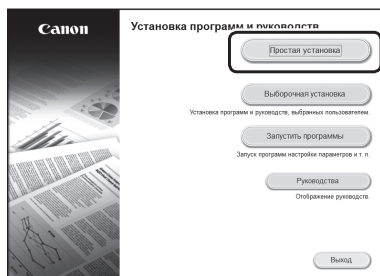 Canon
Установка программ и руководств
Простая установка
Выборочная установка
Установка программ и руководств, выбранных пользователем.
Запустить программы
Запуск программ настройки параметров и т. п.
Руководства
Отображение руководств.
Выход